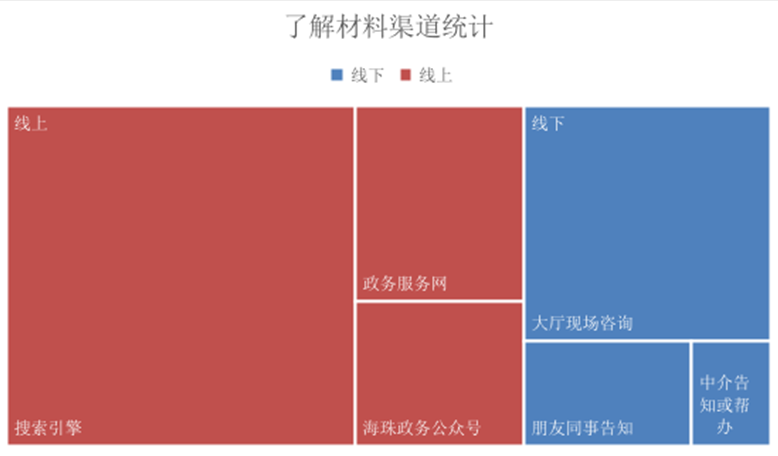 了解材料渠道统计
线下 线上
线上
搜索引擎
政务服务网
海珠政务公众号
线下
大厅现场咨询
朋友同事告知
中介告
知或帮
办